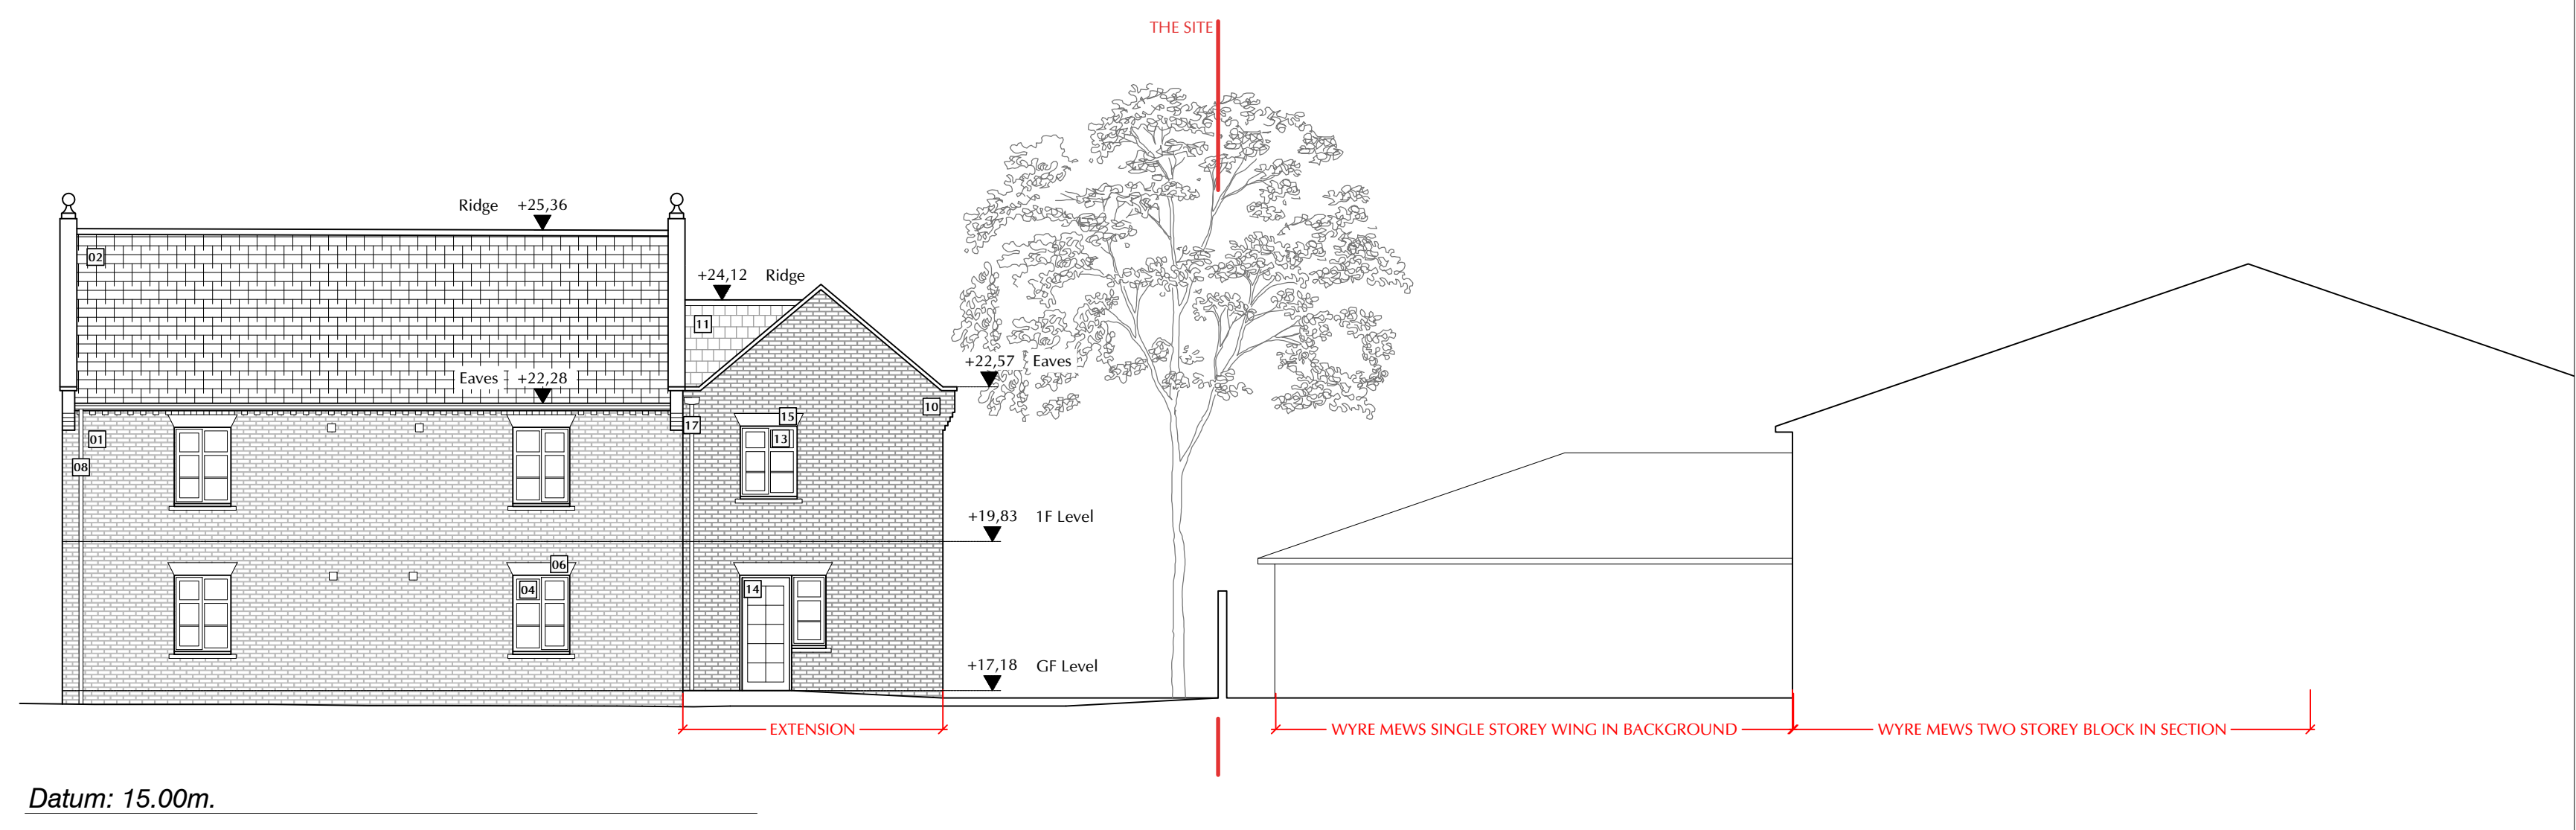 THE SITE
Ridge +25,36
02
+24,12 Ridge
11
+22,57 Eaves
Eaves +22,28
10
15
17
01
13
08
+19,83 1F Level
06
04
14
+17,18 GF Level
EXTENSION
WYRE MEWS SINGLE STOREY WING IN BACKGROUND
WYRE MEWS TWO STOREY BLOCK IN SECTION
Datum: 15.00m.